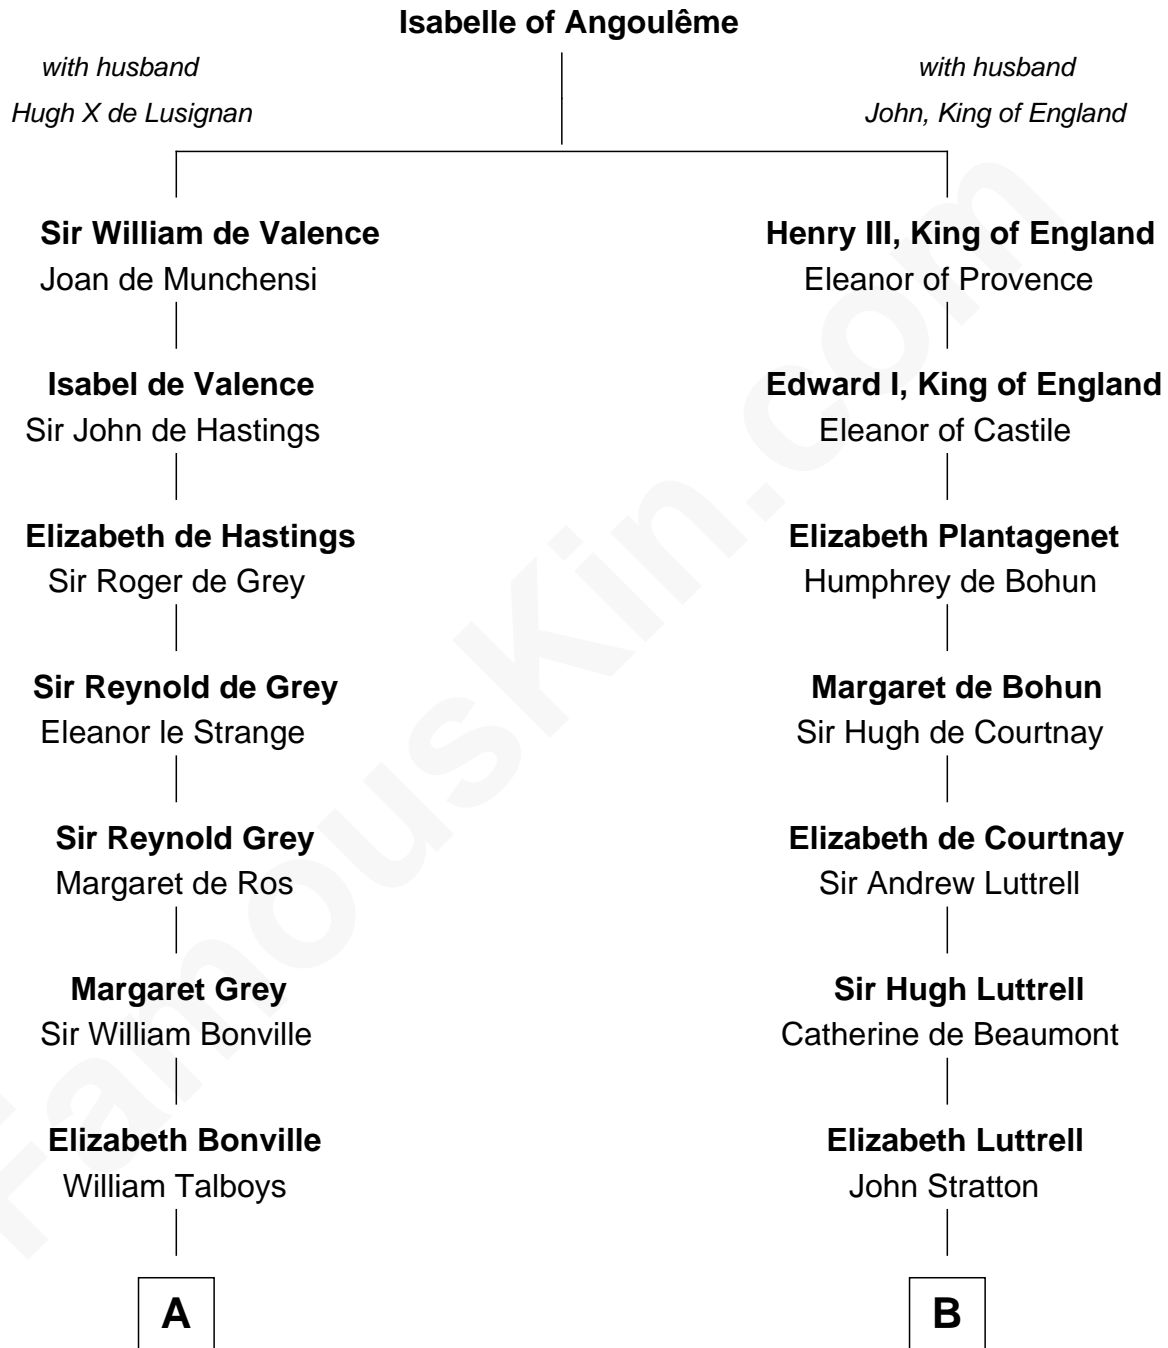 Isabelle of Angoulême
with husband
Hugh X de Lusignan
with husband
John, King of England
Sir William de Valence
Joan de Munchensi
Henry III, King of England
Eleanor of Provence
Isabel de Valence
Sir John de Hastings
Edward I, King of England
Eleanor of Castile
Elizabeth de Hastings
Sir Roger de Grey
Elizabeth Plantagenet
Humphrey de Bohun
Sir Reynold de Grey
Eleanor le Strange
Margaret de Bohun
Sir Hugh de Courtnay
Sir Reynold Grey
Margaret de Ros
Elizabeth de Courtnay
Sir Andrew Luttrell
Margaret Grey
Sir William Bonville
Sir Hugh Luttrell
Catherine de Beaumont
Elizabeth Bonville
William Talboys
Elizabeth Luttrell
John Stratton
A
B
FamousKin.com